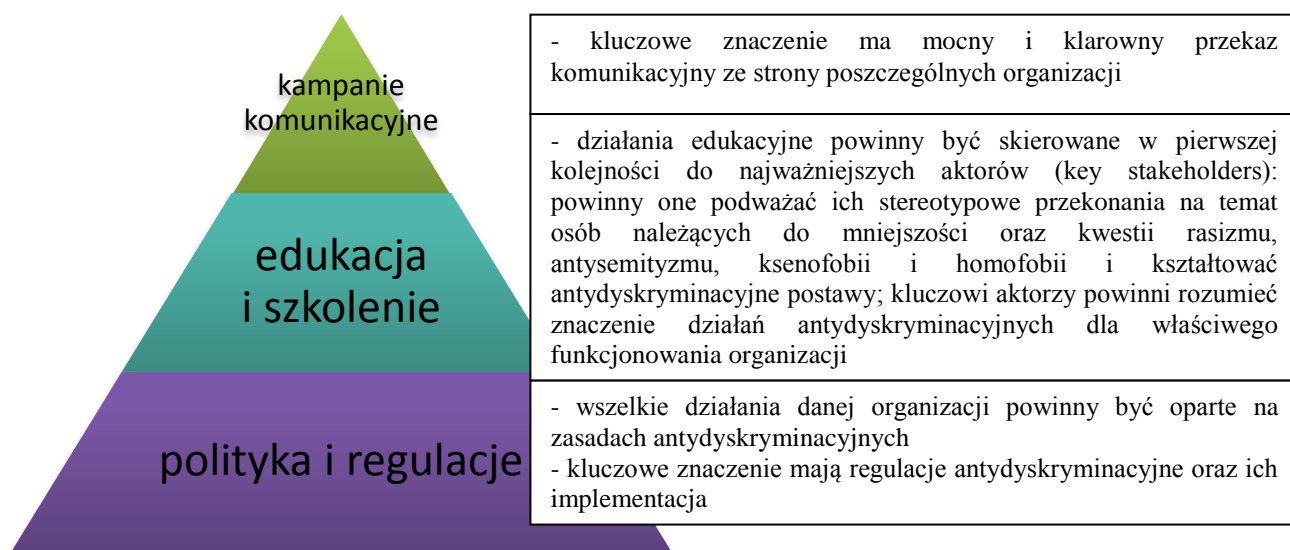 kampanie
komunikacyjne
- kluczowe znaczenie ma mocny i klarowny przekaz
komunikacyjny ze strony poszczególnych organizacji
edukacja
i szkolenie
- działania edukacyjne powinny być skierowane w pierwszej
kolejności do najważniejszych aktorów (key stakeholders):
powinny one podważać ich stereotypowe przekonania na temat
osób należących do mniejszości oraz kwestii rasizmu,
antysemityzmu, ksenofobii i homofobii i kształtować
antydyskryminacyjne postawy; kluczowi aktorzy powinni rozumieć
znaczenie działań antydyskryminacyjnych dla właściwego
funkcjonowania organizacji
polityka i regulacje
- wszelkie działania danej organizacji powinny być oparte na
zasadach antydyskryminacyjnych
- kluczowe znaczenie mają regulacje antydyskryminacyjne oraz ich
implementacja